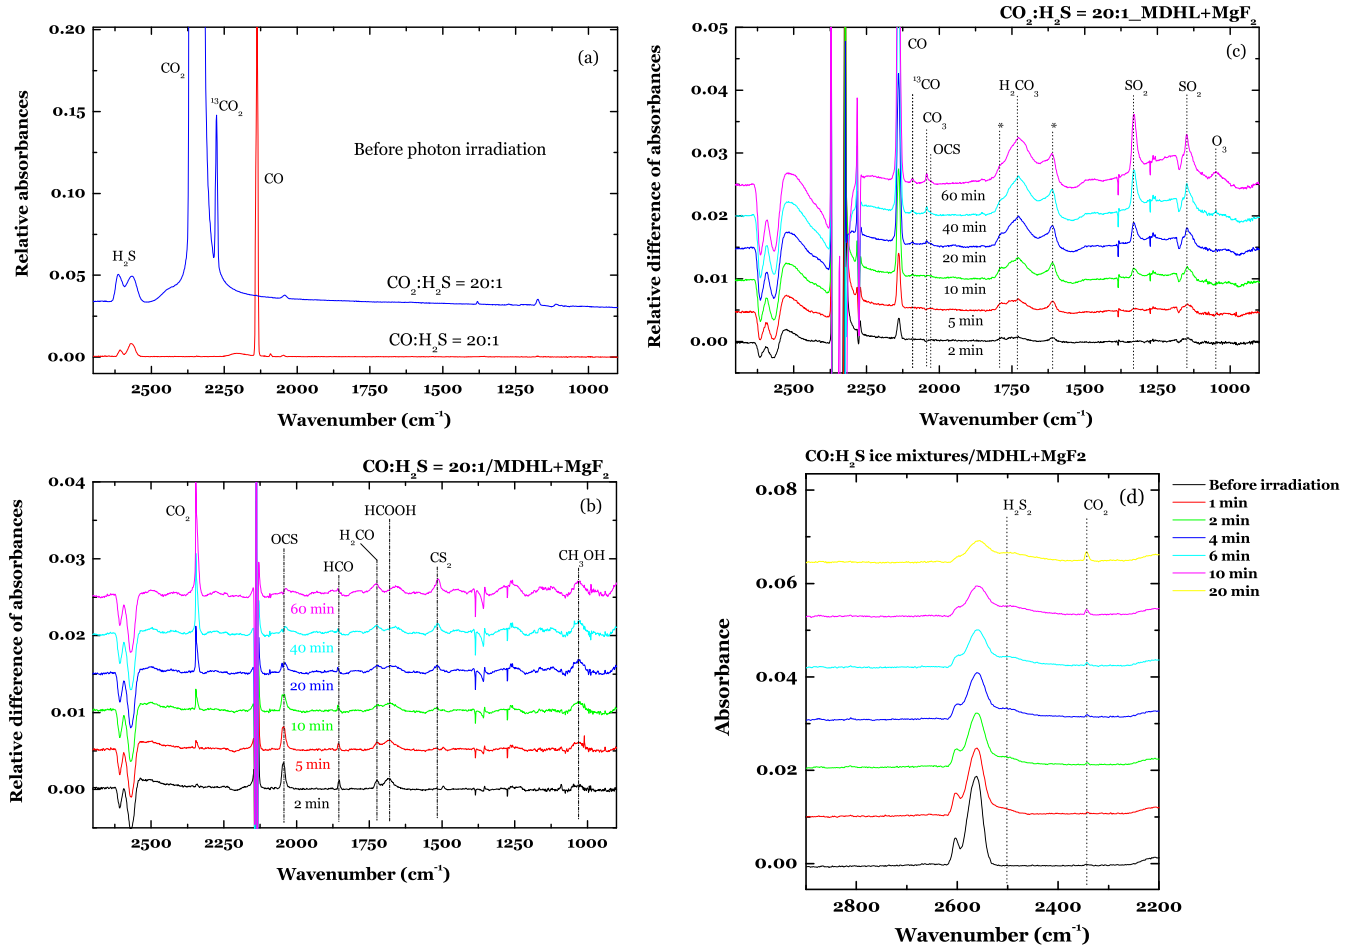 0.20
0.15
0.10
0.05
0.00
Relative absorbances
(a)
CO2
13CO2
Before photon irradiation
CO
H2S
CO2:H2S = 20:1
CO:H2S = 20:1
2500 2250 2000 1750 1500 1250 1000
Wavenumber (cm-1)
CO2:H2S = 20:1_MDHL+MgF2
0.05
0.04
0.03
0.02
0.01
0.00
Relative difference of absorbances
(c)
CO
13CO
H2CO3
SO2
SO2
CO3
OCS
*
*
O3
60 min
40 min
20 min
10 min
5 min
2 min
2500 2250 2000 1750 1500 1250 1000
Wavenumber (cm-1)
CO:H2S = 20:1/MDHL+MgF2
0.04
0.03
0.02
0.01
0.00
Relative difference of absorbances
(b)
CO2
OCS
HCO
H2CO
HCOOH
CS2
CH3OH
60 min
40 min
20 min
10 min
5 min
2 min
2500 2250 2000 1750 1500 1250 1000
Wavenumber (cm-1)
CO:H2S ice mixtures/MDHL+MgF2
0.08
0.06
0.04
0.02
0.00
Absorbance
(d)
H2S2
CO2
2800 2600 2400 2200
Wavenumber (cm-1)
Before irradiation
1 min
2 min
4 min
6 min
10 min
20 min